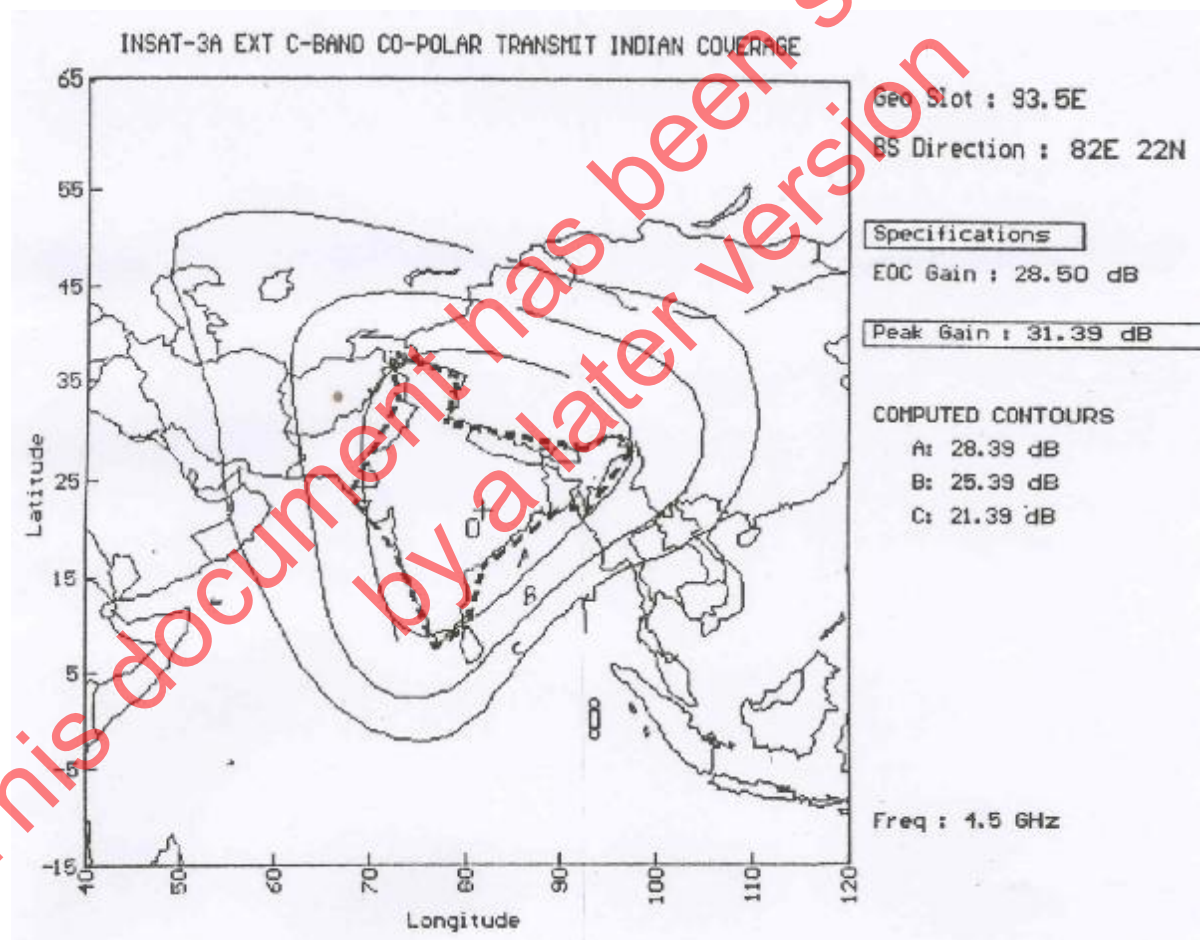 INSAT-3A EXT C-BAND CO-POLAR TRANSMIT INDIAN COVERAGE
Geo Slot : 93.5E
BS Direction : 82E 22N
Specifications
EOC Gain : 28.50 dB
Peak Gain : 31.39 dB
COMPUTED CONTOURS
A: 28.39 dB
B: 25.39 dB
C: 21.39 dB
Freq : 4.5 GHz
Latitude
65
55
45
35
25
15
5
-5
-15
40
50
60
70
80
90
100
110
120
Longitude
A
B
C
his document has been s
by a later version